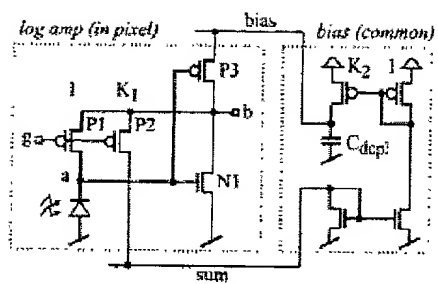 log amp (in pixel)
bias
bias (common)
1
K1
P3
K2
1
P1
P2
b
g
a
N1
sum